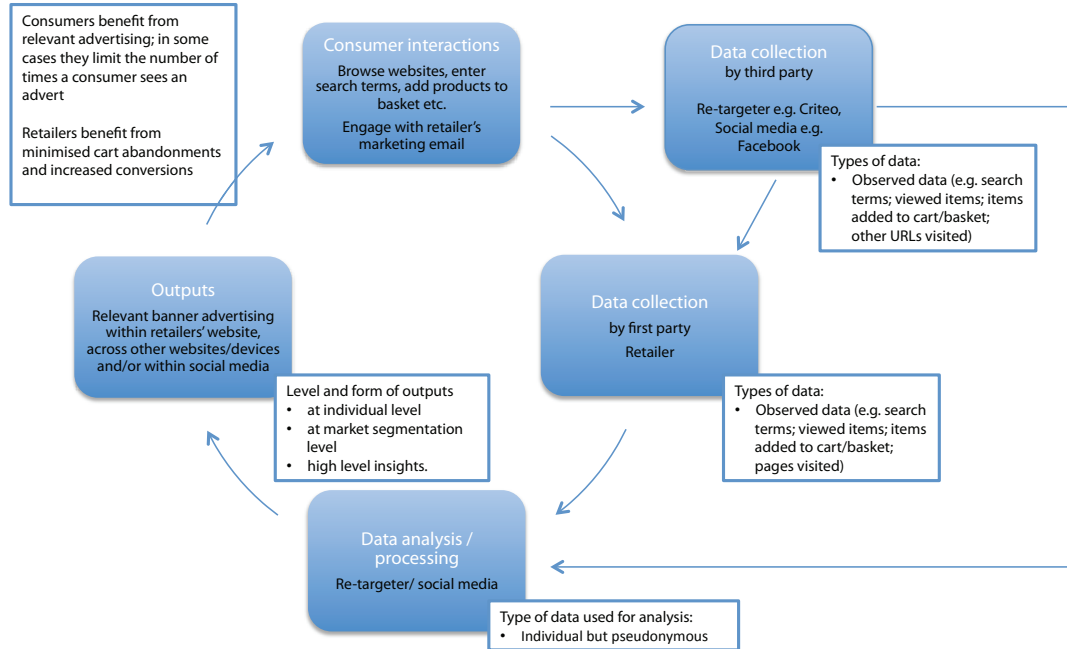 Consumers benefit from
relevant advertising; in some
cases they limit the number of
times a consumer sees an
advert
Retailers benefit from
minimised cart abandonments
and increased conversions
Consumer interactions
Browse websites, enter
search terms, add products to
basket etc.
Engage with retailer's
marketing email
Data collection
by third party
Re-targeter e.g. Criteo,
Social media e.g.
Facebook
Types of data:
• Observed data (e.g. search
terms; viewed items; items
added to cart/basket;
other URLs visited)
Data collection
by first party
Retailer
Types of data:
• Observed data (e.g. search
terms; viewed items; items
added to cart/basket;
pages visited)
Outputs
Relevant banner advertising
within retailers' website,
across other websites/devices
and/or within social media
Level and form of outputs
• at individual level
• at market segmentation
level
• high level insights.
Data analysis /
processing
Re-targeter/ social media
Type of data used for analysis:
• Individual but pseudonymous